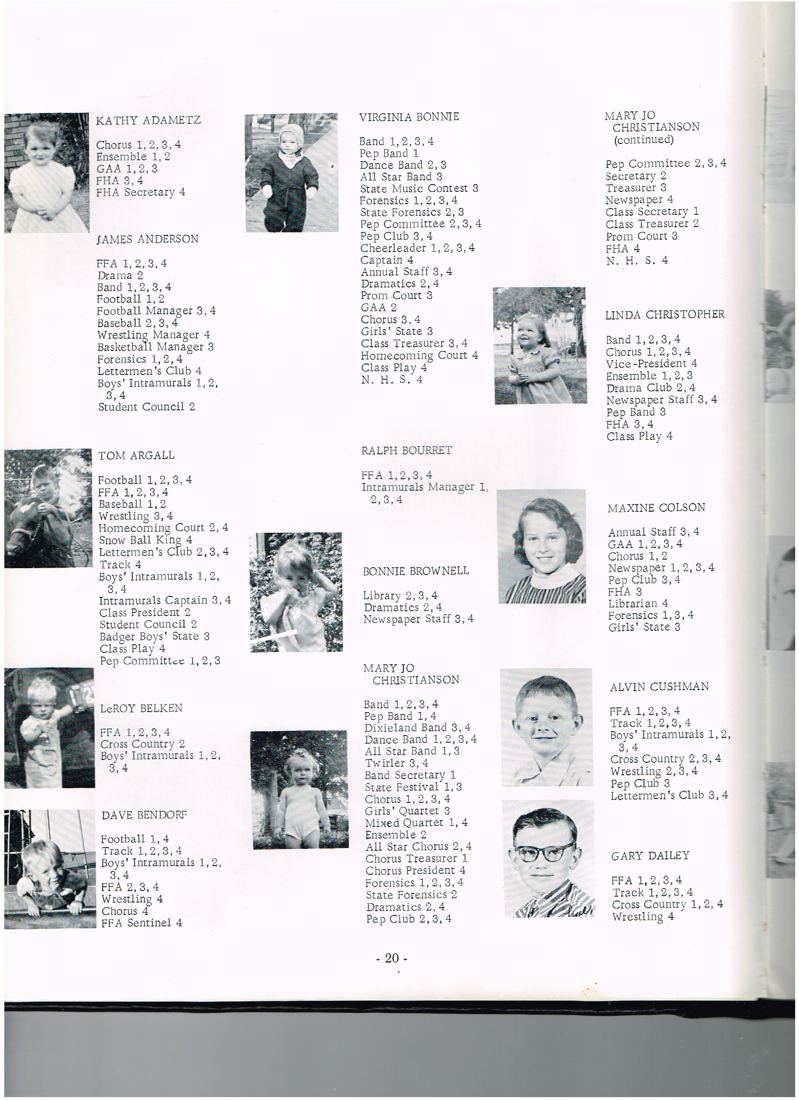 KATHY ADAMETZ
Chorus 1, 2, 3, 4
Ensemble 1, 2
GAA 1, 2, 3
FHA 3, 4
FHA Secretary 4
JAMES ANDERSON
FFA 1, 2, 3, 4
Drama 2
Band 1, 2, 3, 4
Football 1, 2
Football Manager 3, 4
Baseball 2, 3, 4
Wrestling Manager 4
Basketball Manager 3
Forensics 1, 2, 4
Lettermen's Club 4
Boys' Intramurals 1, 2,
3, 4
Student Council 2
TOM ARGALL
Football 1, 2, 3, 4
FFA 1, 2, 3, 4
Baseball 1, 2
Wrestling 3, 4
Homecoming Court 2, 4
Snow Ball King 4
Lettermen's Club 2, 3, 4
Track 4
Boys' Intramurals 1, 2,
3, 4
Intramurals Captain 3, 4
Class President 2
Student Council 2
Badger Boys' State 3
Class Play 4
Pep Committee 1, 2, 3
LeROY BELKEN
FFA 1, 2, 3, 4
Cross Country 2
Boys' Intramurals 1, 2,
3, 4
DAVE BENDORF
Football 1, 4
Track 1, 2, 3, 4
Boys' Intramurals 1, 2,
3, 4
FFA 2, 3, 4
Wrestling 4
Chorus 4
FFA Sentinel 4
VIRGINIA BONNIE
Band 1, 2, 3, 4
Pep Band 1
Dance Band 2, 3
All Star Band 3
State Music Contest 3
Forensics 1, 2, 3, 4
State Forensics 2, 3
Pep Committee 2, 3, 4
Pep Club 3, 4
Cheerleader 1, 2, 3, 4
Captain 4
Annual Staff 3, 4
Dramatics 2, 4
Prom Court 3
GAA 2
Chorus 3, 4
Girls' State 3
Class Treasurer 3, 4
Homecoming Court 4
Class Play 4
N. H. S. 4
RALPH BOURRET
FFA 1, 2, 3, 4
Intramurals Manager 1,
2, 3, 4
BONNIE BROWNELL
Library 2, 3, 4
Dramatics 2, 4
Newspaper Staff 3, 4
MARY JO
CHRISTIANSON
Band 1, 2, 3, 4
Pep Band 1, 4
Dixieland Band 3, 4
Dance Band 1, 2, 3, 4
All Star Band 1, 3
Twirler 3, 4
Band Secretary 1
State Festival 1, 3
Chorus 1, 2, 3, 4
Girls' Quartet 3
Mixed Quartet 1, 4
Ensemble 2
All Star Chorus 2, 4
Chorus Treasurer 1
Chorus President 4
Forensics 1, 2, 3, 4
State Forensics 2
Dramatics 2, 4
Pep Club 2, 3, 4
MARY JO
CHRISTIANSON
(continued)
Pep Committee 2, 3, 4
Secretary 2
Treasurer 3
Newspaper 4
Class Secretary 1
Class Treasurer 2
Prom Court 3
FHA 4
N. H. S. 4
LINDA CHRISTOPHER
Band 1, 2, 3, 4
Chorus 1, 2, 3, 4
Vice-President 4
Ensemble 1, 2, 3
Drama Club 2, 4
Newspaper Staff 3, 4
Pep Band 3
FHA 3, 4
Class Play 4
MAXINE COLSON
Annual Staff 3, 4
GAA 1, 2, 3, 4
Chorus 1, 2
Newspaper 1, 2, 3, 4
Pep Club 3, 4
FHA 3
Librarian 4
Forensics 1, 3, 4
Girls' State 3
ALVIN CUSHMAN
FFA 1, 2, 3, 4
Track 1, 2, 3, 4
Boys' Intramurals 1, 2,
3, 4
Cross Country 2, 3, 4
Wrestling 2, 3, 4
Pep Club 3
Lettermen's Club 3, 4
GARY DAILEY
FFA 1, 2, 3, 4
Track 1, 2, 3, 4
Cross Country 1, 2, 4
Wrestling 4
- 20 -